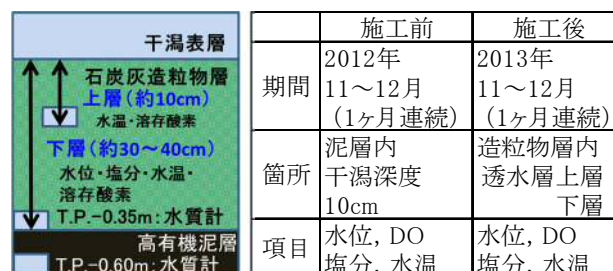 干潟表層
石炭灰造粒物層
上層(約10cm)
水温・溶存酸素
下層(約30～40cm)
水位・塩分・水温・
溶存酸素
T.P.-0.35m:水質計
高有機泥層
T.P.-0.60m:水質計
施工前 施工後
期間 2012年 11～12月 (1ヶ月連続) 2013年 11～12月 (1ヶ月連続)
箇所 泥層内 干潟深度 10cm 造粒物層内 透水層上層 下層
項目 水位, DO 塩分, 水温 水位, DO 塩分, 水温